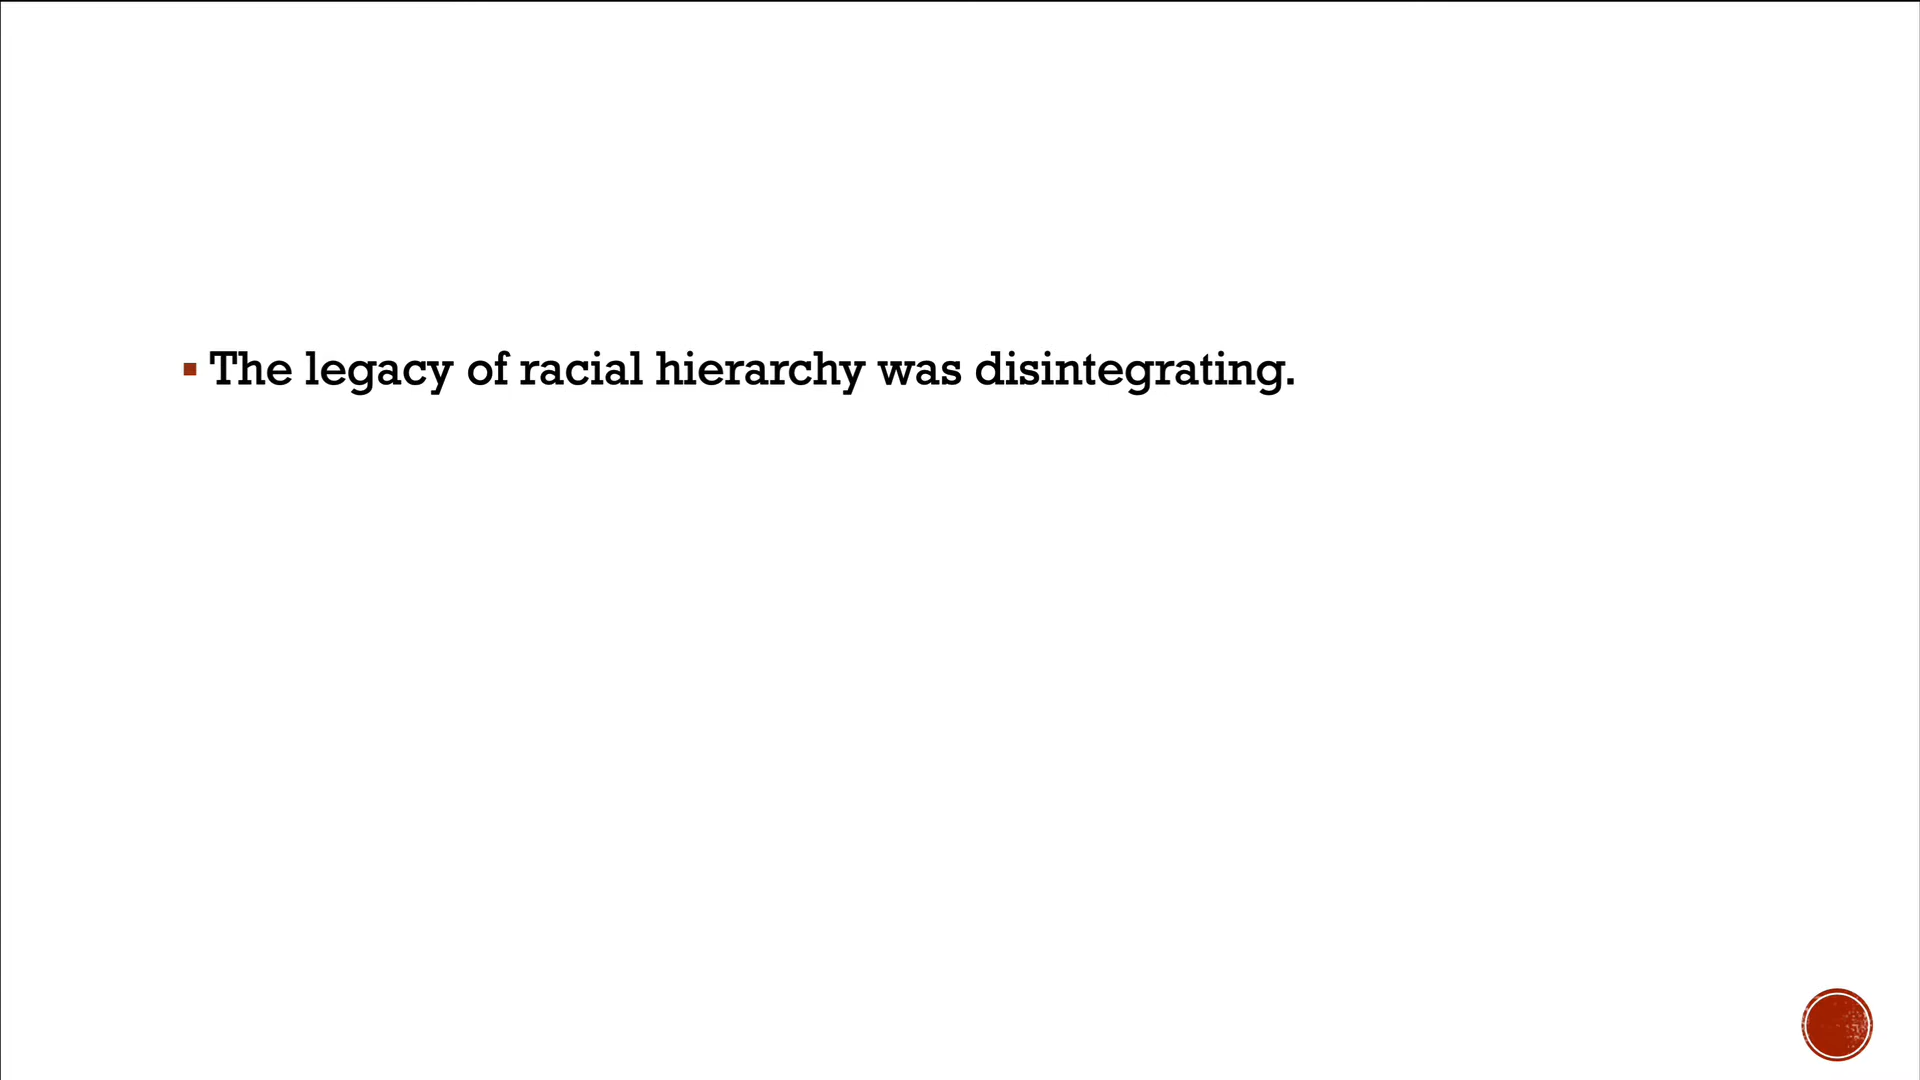 ▪ The legacy of racial hierarchy was disintegrating.